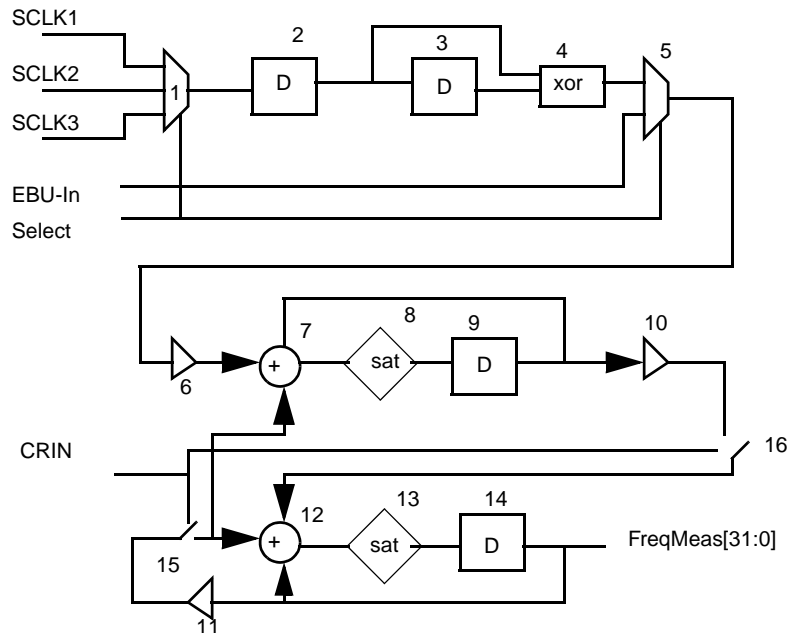 SCLK1
2
3
4
5
SCLK2
1
D
D
xor
SCLK3
EBU-In
Select
7
8
9
10
+
sat
D
6
CRIN
16
12
13
14
+
sat
D
FreqMeas[31:0]
15
11